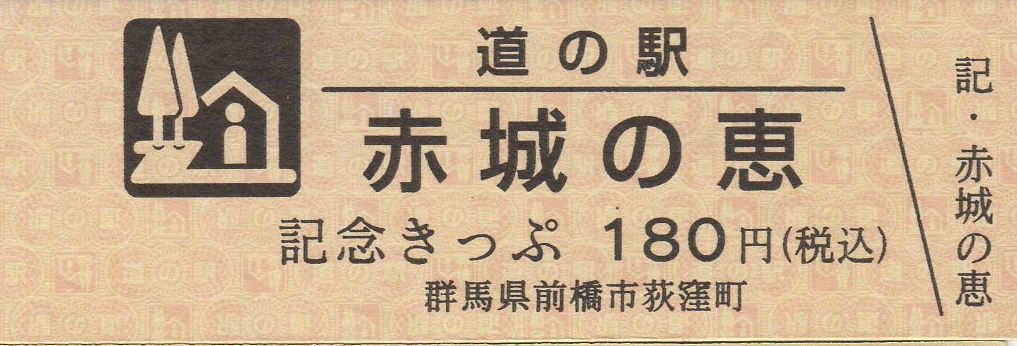 道の駅
赤城の恵
記念きっぷ 180円(税込)
群馬県前橋市荻窪町
記・赤城の恵